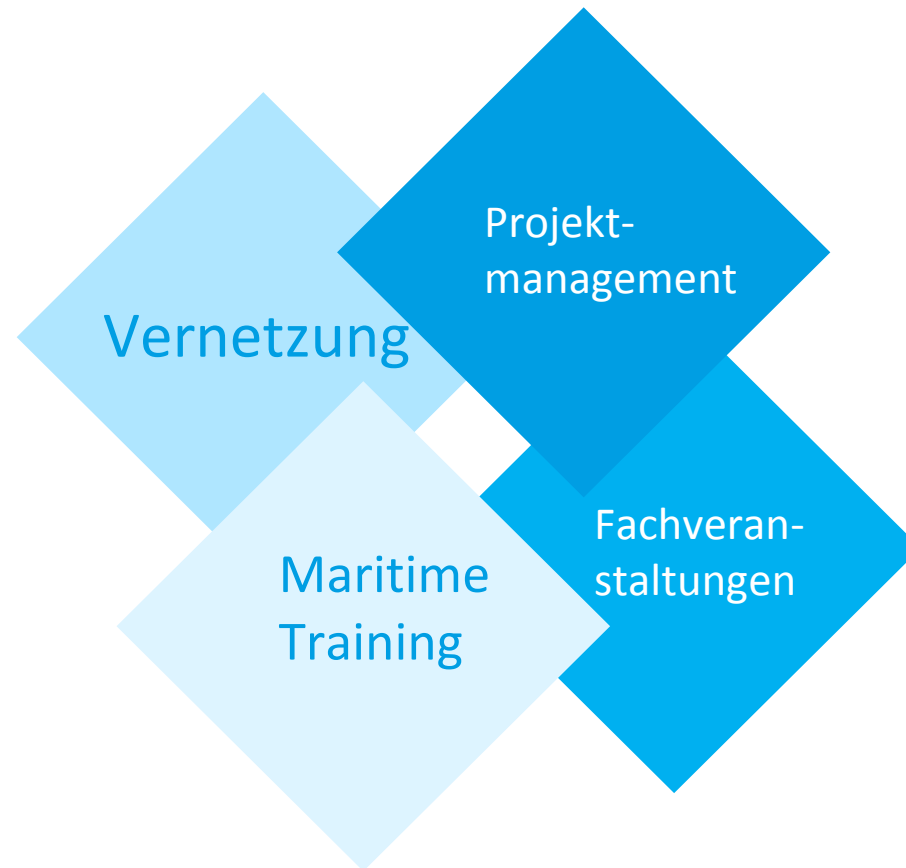 Projekt-
management
Vernetzung
Fachveran-
staltungen
Maritime
Training